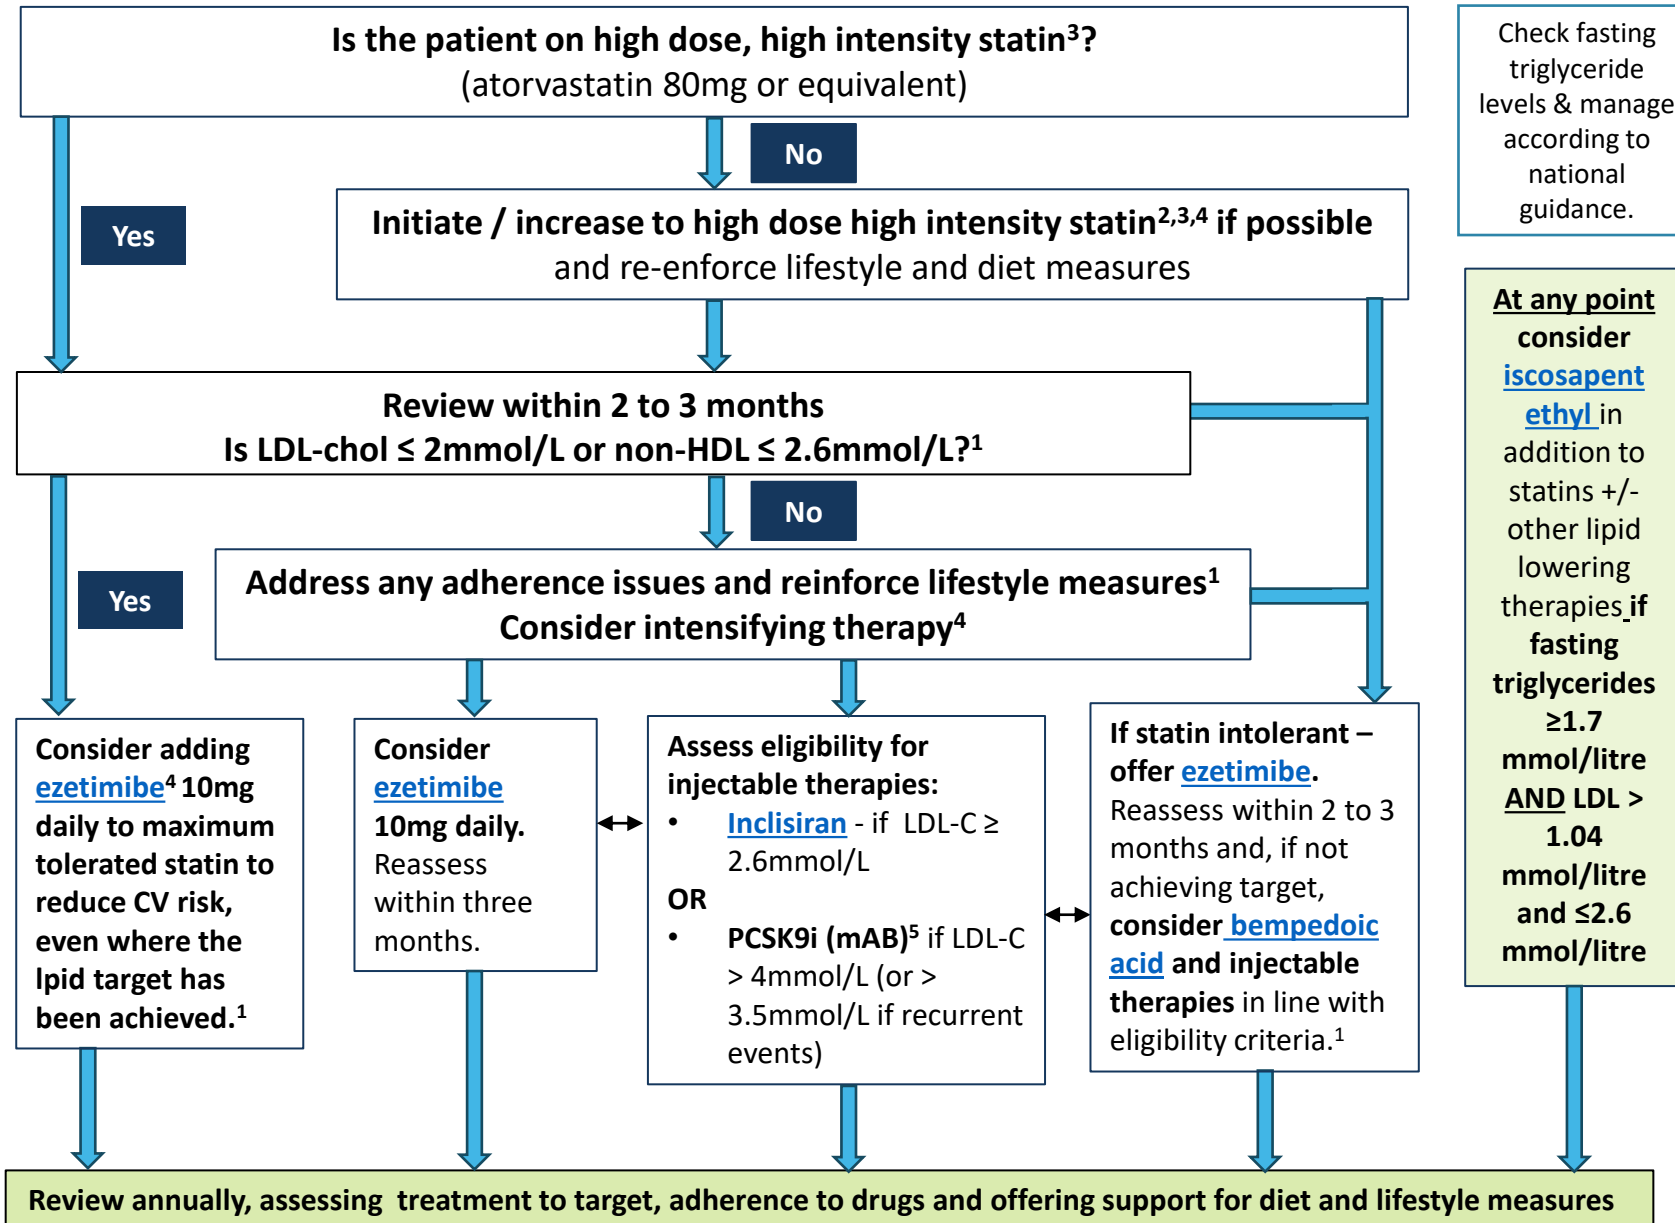 Is the patient on high dose, high intensity statin³?
(atorvastatin 80mg or equivalent)
No
Yes
Initiate / increase to high dose high intensity statin²,³,⁴ if possible
and re-enforce lifestyle and diet measures
Review within 2 to 3 months
Is LDL-chol ≤ 2mmol/L or non-HDL ≤ 2.6mmol/L?¹
No
Yes
Address any adherence issues and reinforce lifestyle measures¹
Consider intensifying therapy⁴
Consider adding
ezetimibe⁴ 10mg
daily to maximum
tolerated statin to
reduce CV risk,
even where the
lpid target has
been achieved.¹
Consider
ezetimibe
10mg daily.
Reassess
within three
months.
Assess eligibility for
injectable therapies:
• Inclisiran - if LDL-C ≥
2.6mmol/L
OR
• PCSK9i (mAB)⁵ if LDL-C
> 4mmol/L (or >
3.5mmol/L if recurrent
events)
If statin intolerant –
offer ezetimibe.
Reassess within 2 to 3
months and, if not
achieving target,
consider bempedoic
acid and injectable
therapies in line with
eligibility criteria.¹
Check fasting
triglyceride
levels & manage
according to
national
guidance.
At any point
consider
iscosapent
ethyl in
addition to
statins +/-
other lipid
lowering
therapies if
fasting
triglycerides
≥1.7
mmol/litre
AND LDL >
1.04
mmol/litre
and ≤2.6
mmol/litre
Review annually, assessing treatment to target, adherence to drugs and offering support for diet and lifestyle measures